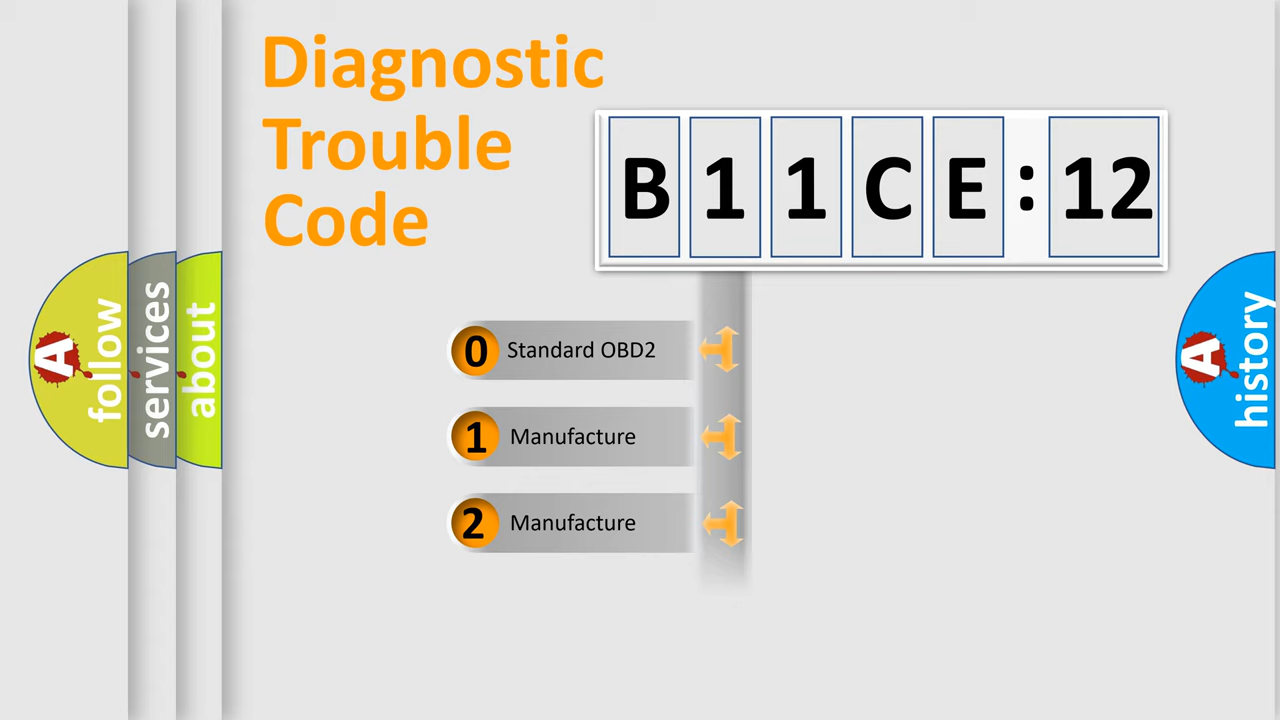 Diagnostic
Trouble
Code
B 1 1 C E : 12
0 Standard OBD2
1 Manufacture
2 Manufacture
A follow
services
about
A history